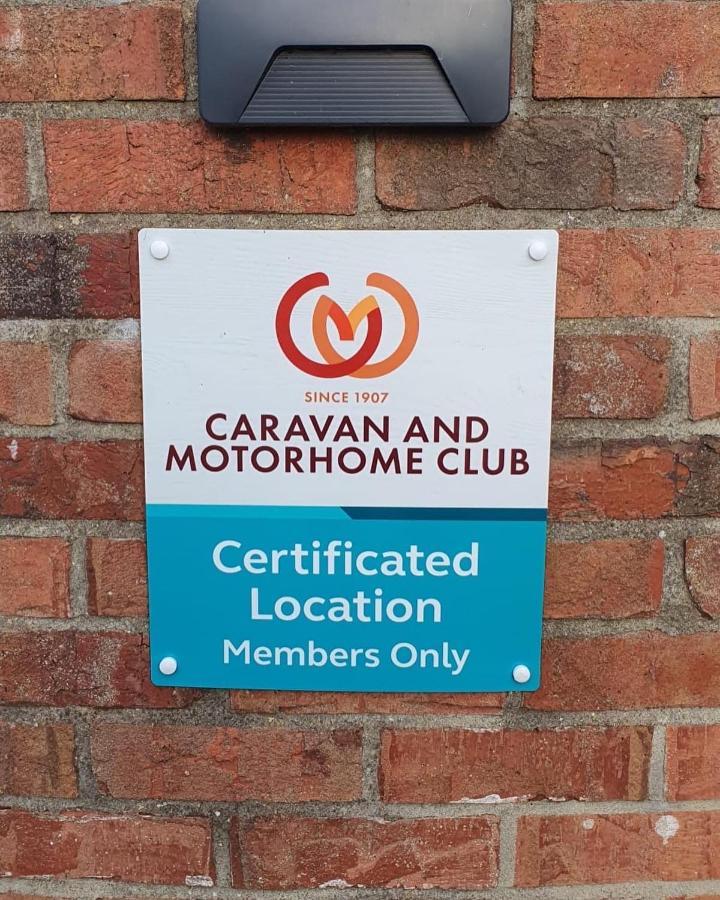 SINCE 1907
CARAVAN AND
MOTORHOME CLUB
Certificated
Location
Members Only